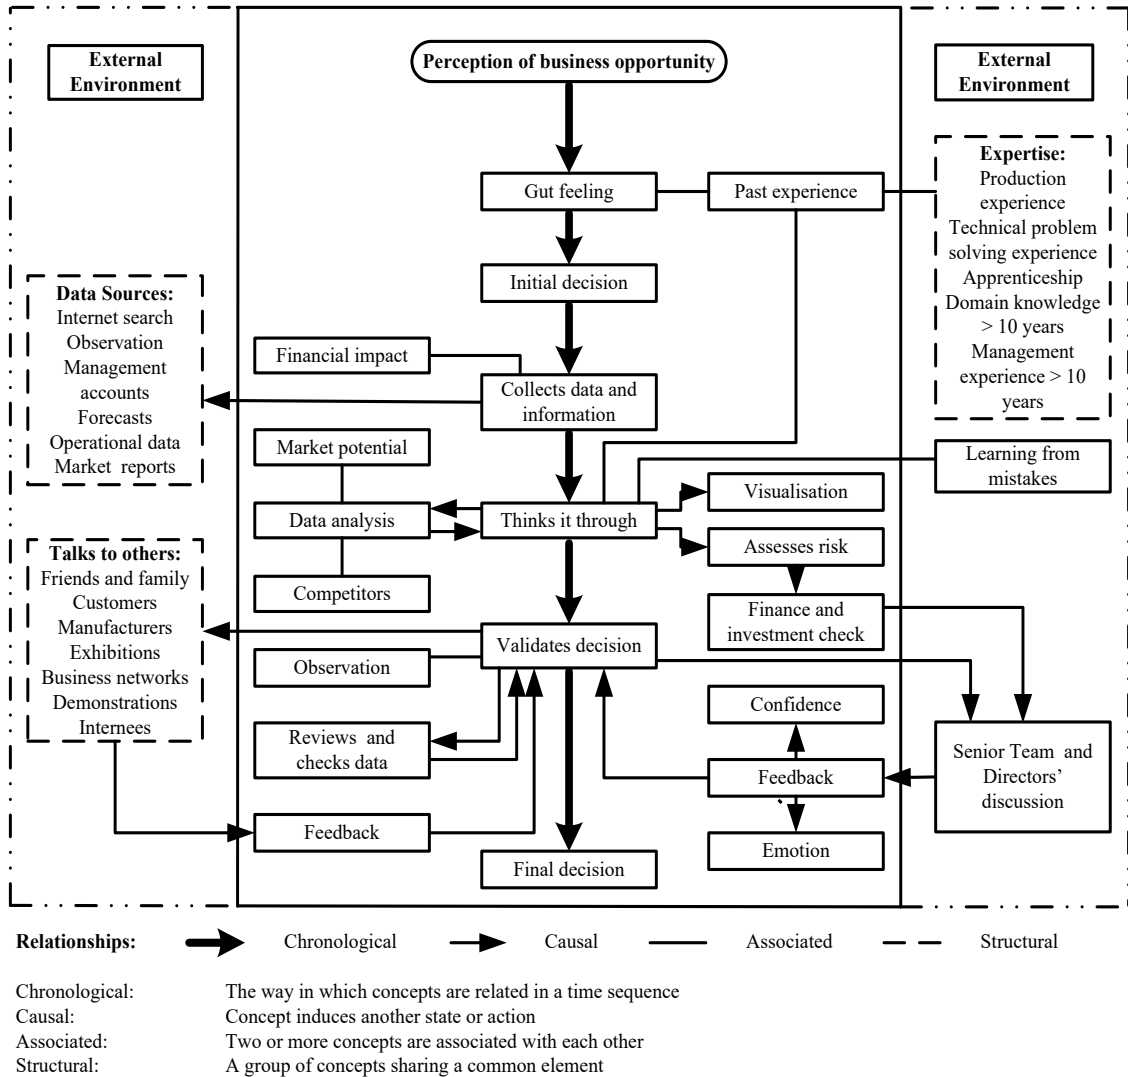 External
Environment
Data Sources:
Internet search
Observation
Management
accounts
Forecasts
Operational data
Market reports
Talks to others:
Friends and family
Customers
Manufacturers
Exhibitions
Business networks
Demonstrations
Internees
Perception of business opportunity
Gut feeling
Past experience
Initial decision
Financial impact
Collects data and
information
Market potential
Data analysis
Thinks it through
Visualisation
Assesses risk
Competitors
Finance and
investment check
Validates decision
Observation
Confidence
Reviews and
checks data
Feedback
Feedback
Emotion
Final decision
External
Environment
Expertise:
Production
experience
Technical problem
solving experience
Apprenticeship
Domain knowledge
> 10 years
Management
experience > 10
years
Learning from
mistakes
Senior Team and
Directors’
discussion
Relationships: Chronological Causal Associated Structural
Chronological: The way in which concepts are related in a time sequence
Causal: Concept induces another state or action
Associated: Two or more concepts are associated with each other
Structural: A group of concepts sharing a common element